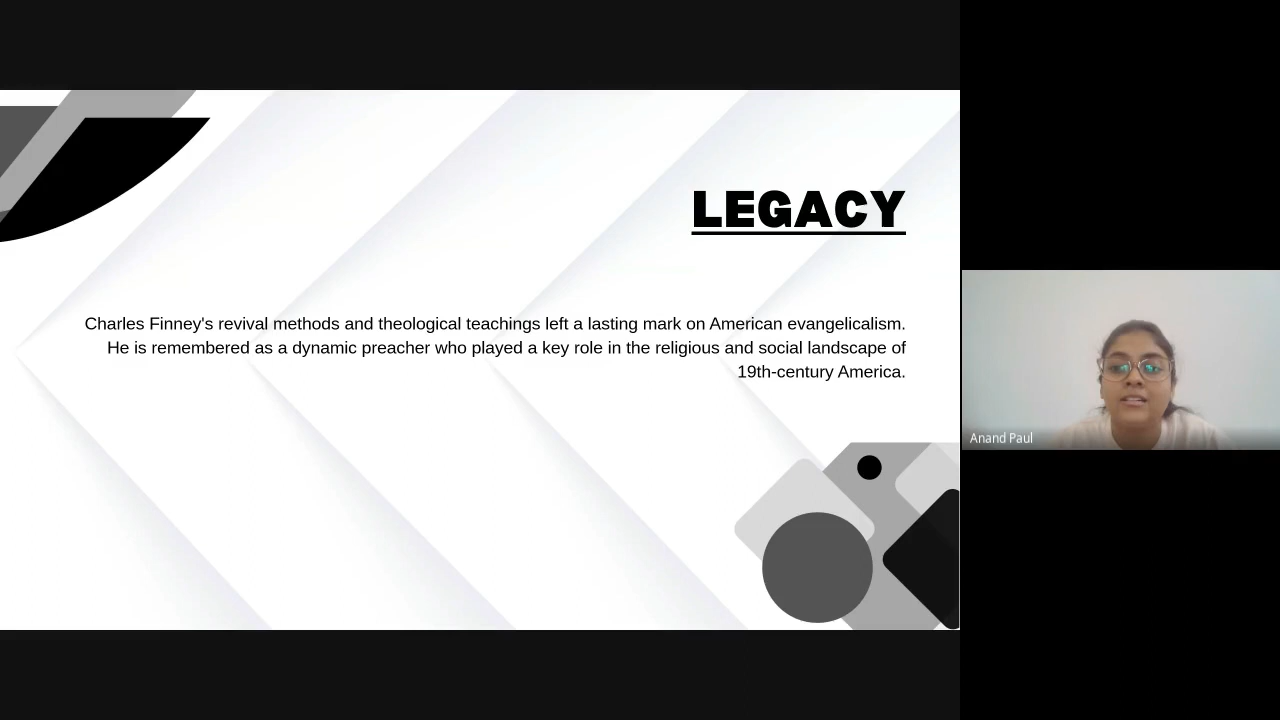 LEGACY
Charles Finney's revival methods and theological teachings left a lasting mark on American evangelicalism.
He is remembered as a dynamic preacher who played a key role in the religious and social landscape of
19th-century America.
Anand Paul